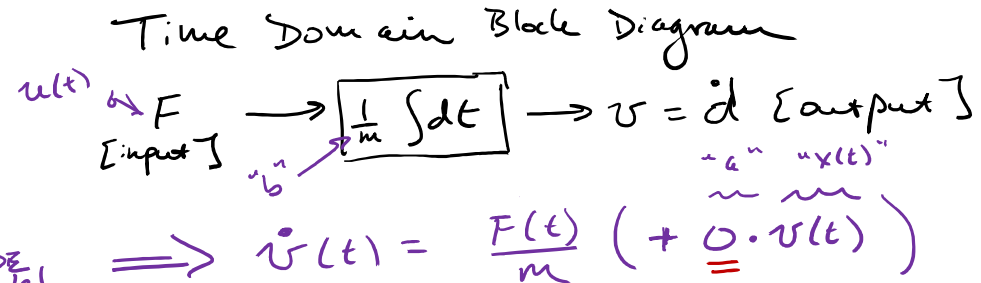 Time Domain Block Diagram
u(t)
F → 1/m ∫dt → v = ḋ [output]
[input]
"b" "a" "x(t)"
⇒ v̇(t) = F(t)/m ( + 0 · v(t) )